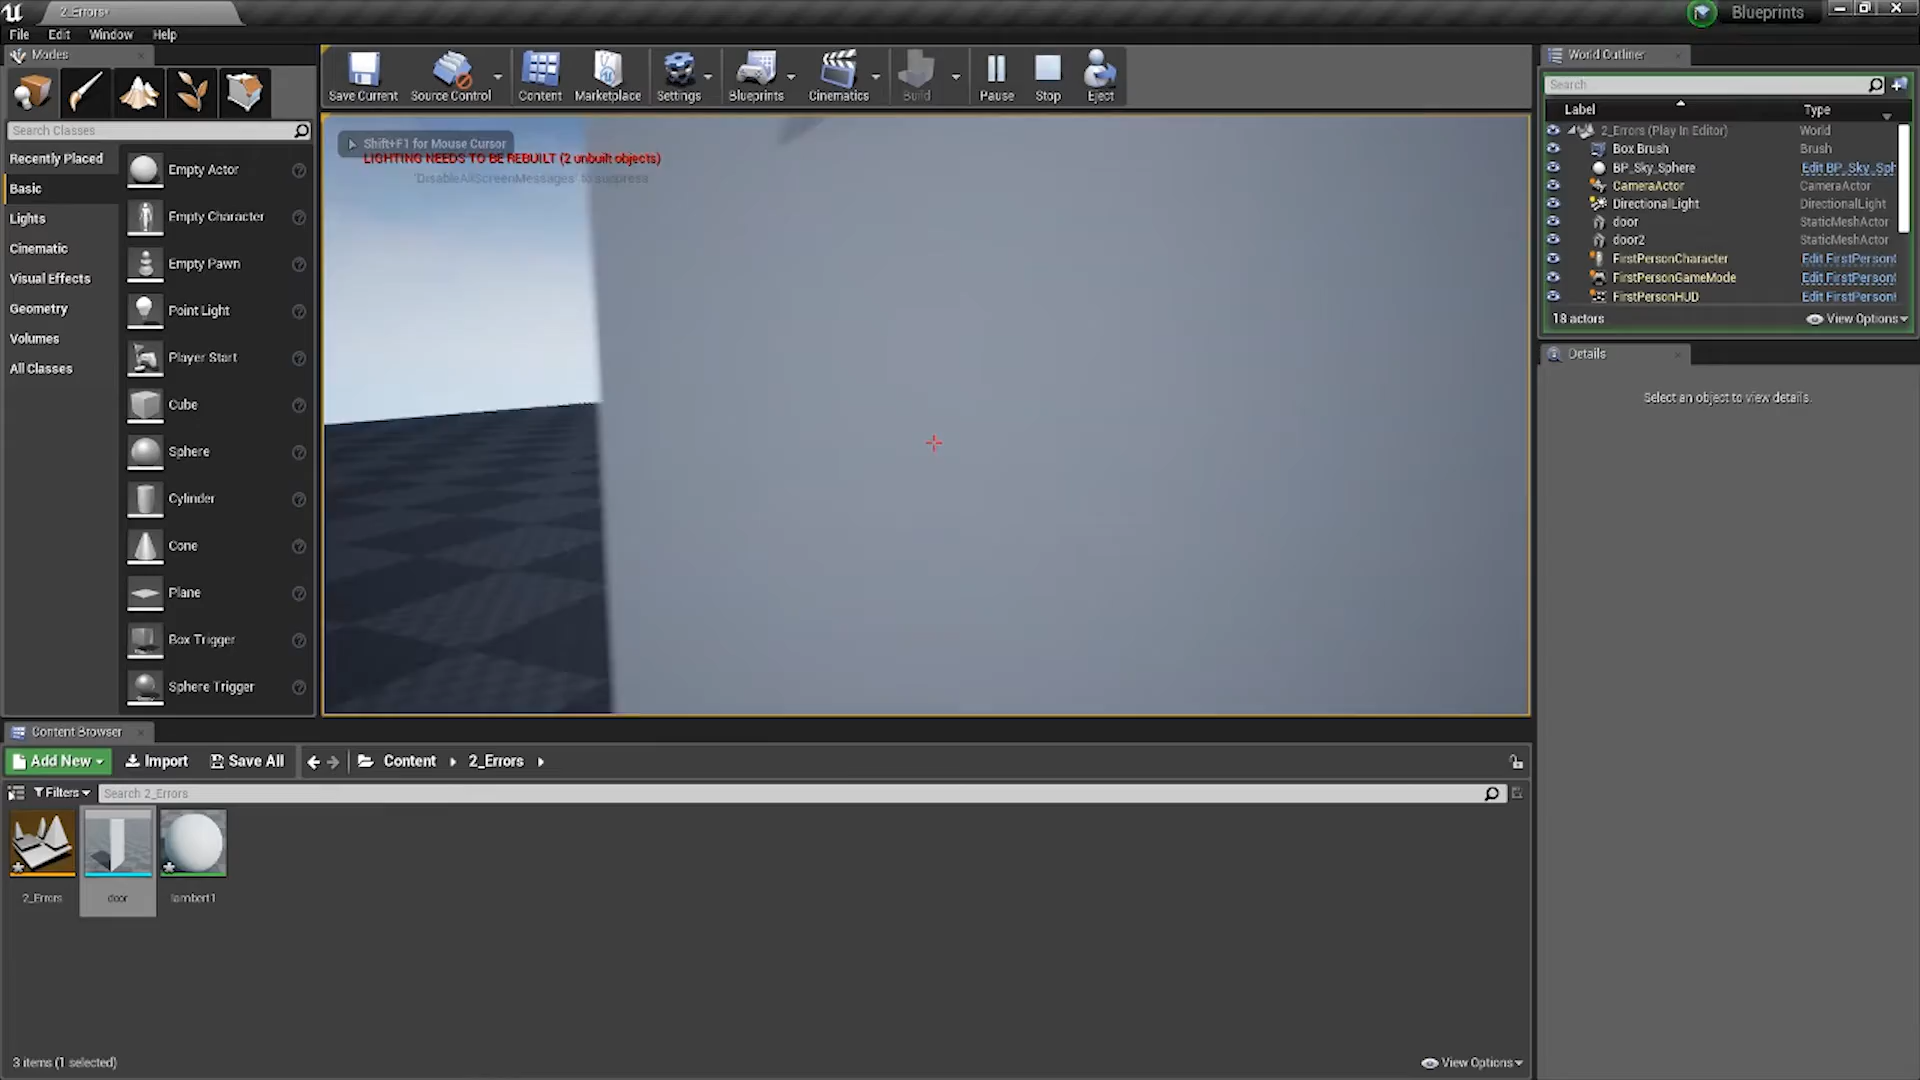 2_Errors*
Blueprints
File Edit Window Help
Modes
Search Classes
Recently Placed
Basic
Lights
Cinematic
Visual Effects
Geometry
Volumes
All Classes
Empty Actor
Empty Character
Empty Pawn
Point Light
Player Start
Cube
Sphere
Cylinder
Cone
Plane
Box Trigger
Sphere Trigger
Save Current Source Control Content Marketplace Settings Blueprints Cinematics Build Pause Stop Eject
Shift+F1 for Mouse Cursor
LIGHTING NEEDS TO BE REBUILT (2 unbuilt objects)
'DisableAllScreenMessages' to suppress
World Outliner
Search
Label Type
2_Errors (Play In Editor) World
Box Brush Brush
BP_Sky_Sphere Edit BP_Sky_Sph
CameraActor CameraActor
DirectionalLight DirectionalLight
door StaticMeshActor
door2 StaticMeshActor
FirstPersonCharacter Edit FirstPerson
FirstPersonGameMode Edit FirstPerson
FirstPersonHUD Edit FirstPerson
18 actors View Options
Details
Select an object to view details.
Content Browser
Add New Import Save All Content 2_Errors
Filters Search 2_Errors
2_Errors door lambert1
3 items (1 selected) View Options